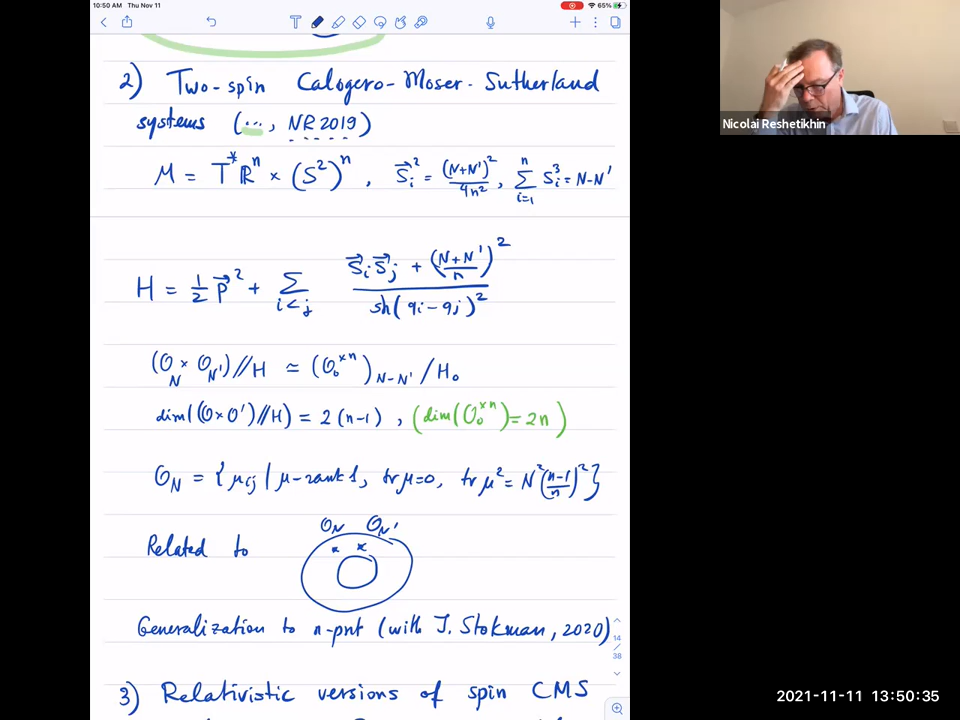 10:50 AM Thu Nov 11
65%
2) Two-spin Calogero-Moser-Sutherland
systems (..., NR 2019)
M = T*ℝⁿ × (S²)ⁿ, S⃗ᵢ² = (N+N')²/4n², Σᵢ₌₁ⁿ Sᵢ³ = N-N'
H = ½ p⃗² + Σ_{i<j} (S⃗ᵢS⃗ⱼ + (N+N'/n)²) / sh(qᵢ-qⱼ)²
(O_N × O_N')//H ≃ (O₀^{×n})_{N-N'} / H₀
dim((O×O')//H) = 2(n-1), (dim(O₀^{×n}) = 2n)
O_N = {μᵢⱼ | μ-rank 1, trμ=0, trμ² = N²(n-1/n)²}
O_N O_N'
Related to
x x
Generalization to n-pnt (with J. Stokman, 2020)
14
/
38
3) Relativistic versions of spin CMS
Nicolai Reshetikhin
2021-11-11 13:50:35